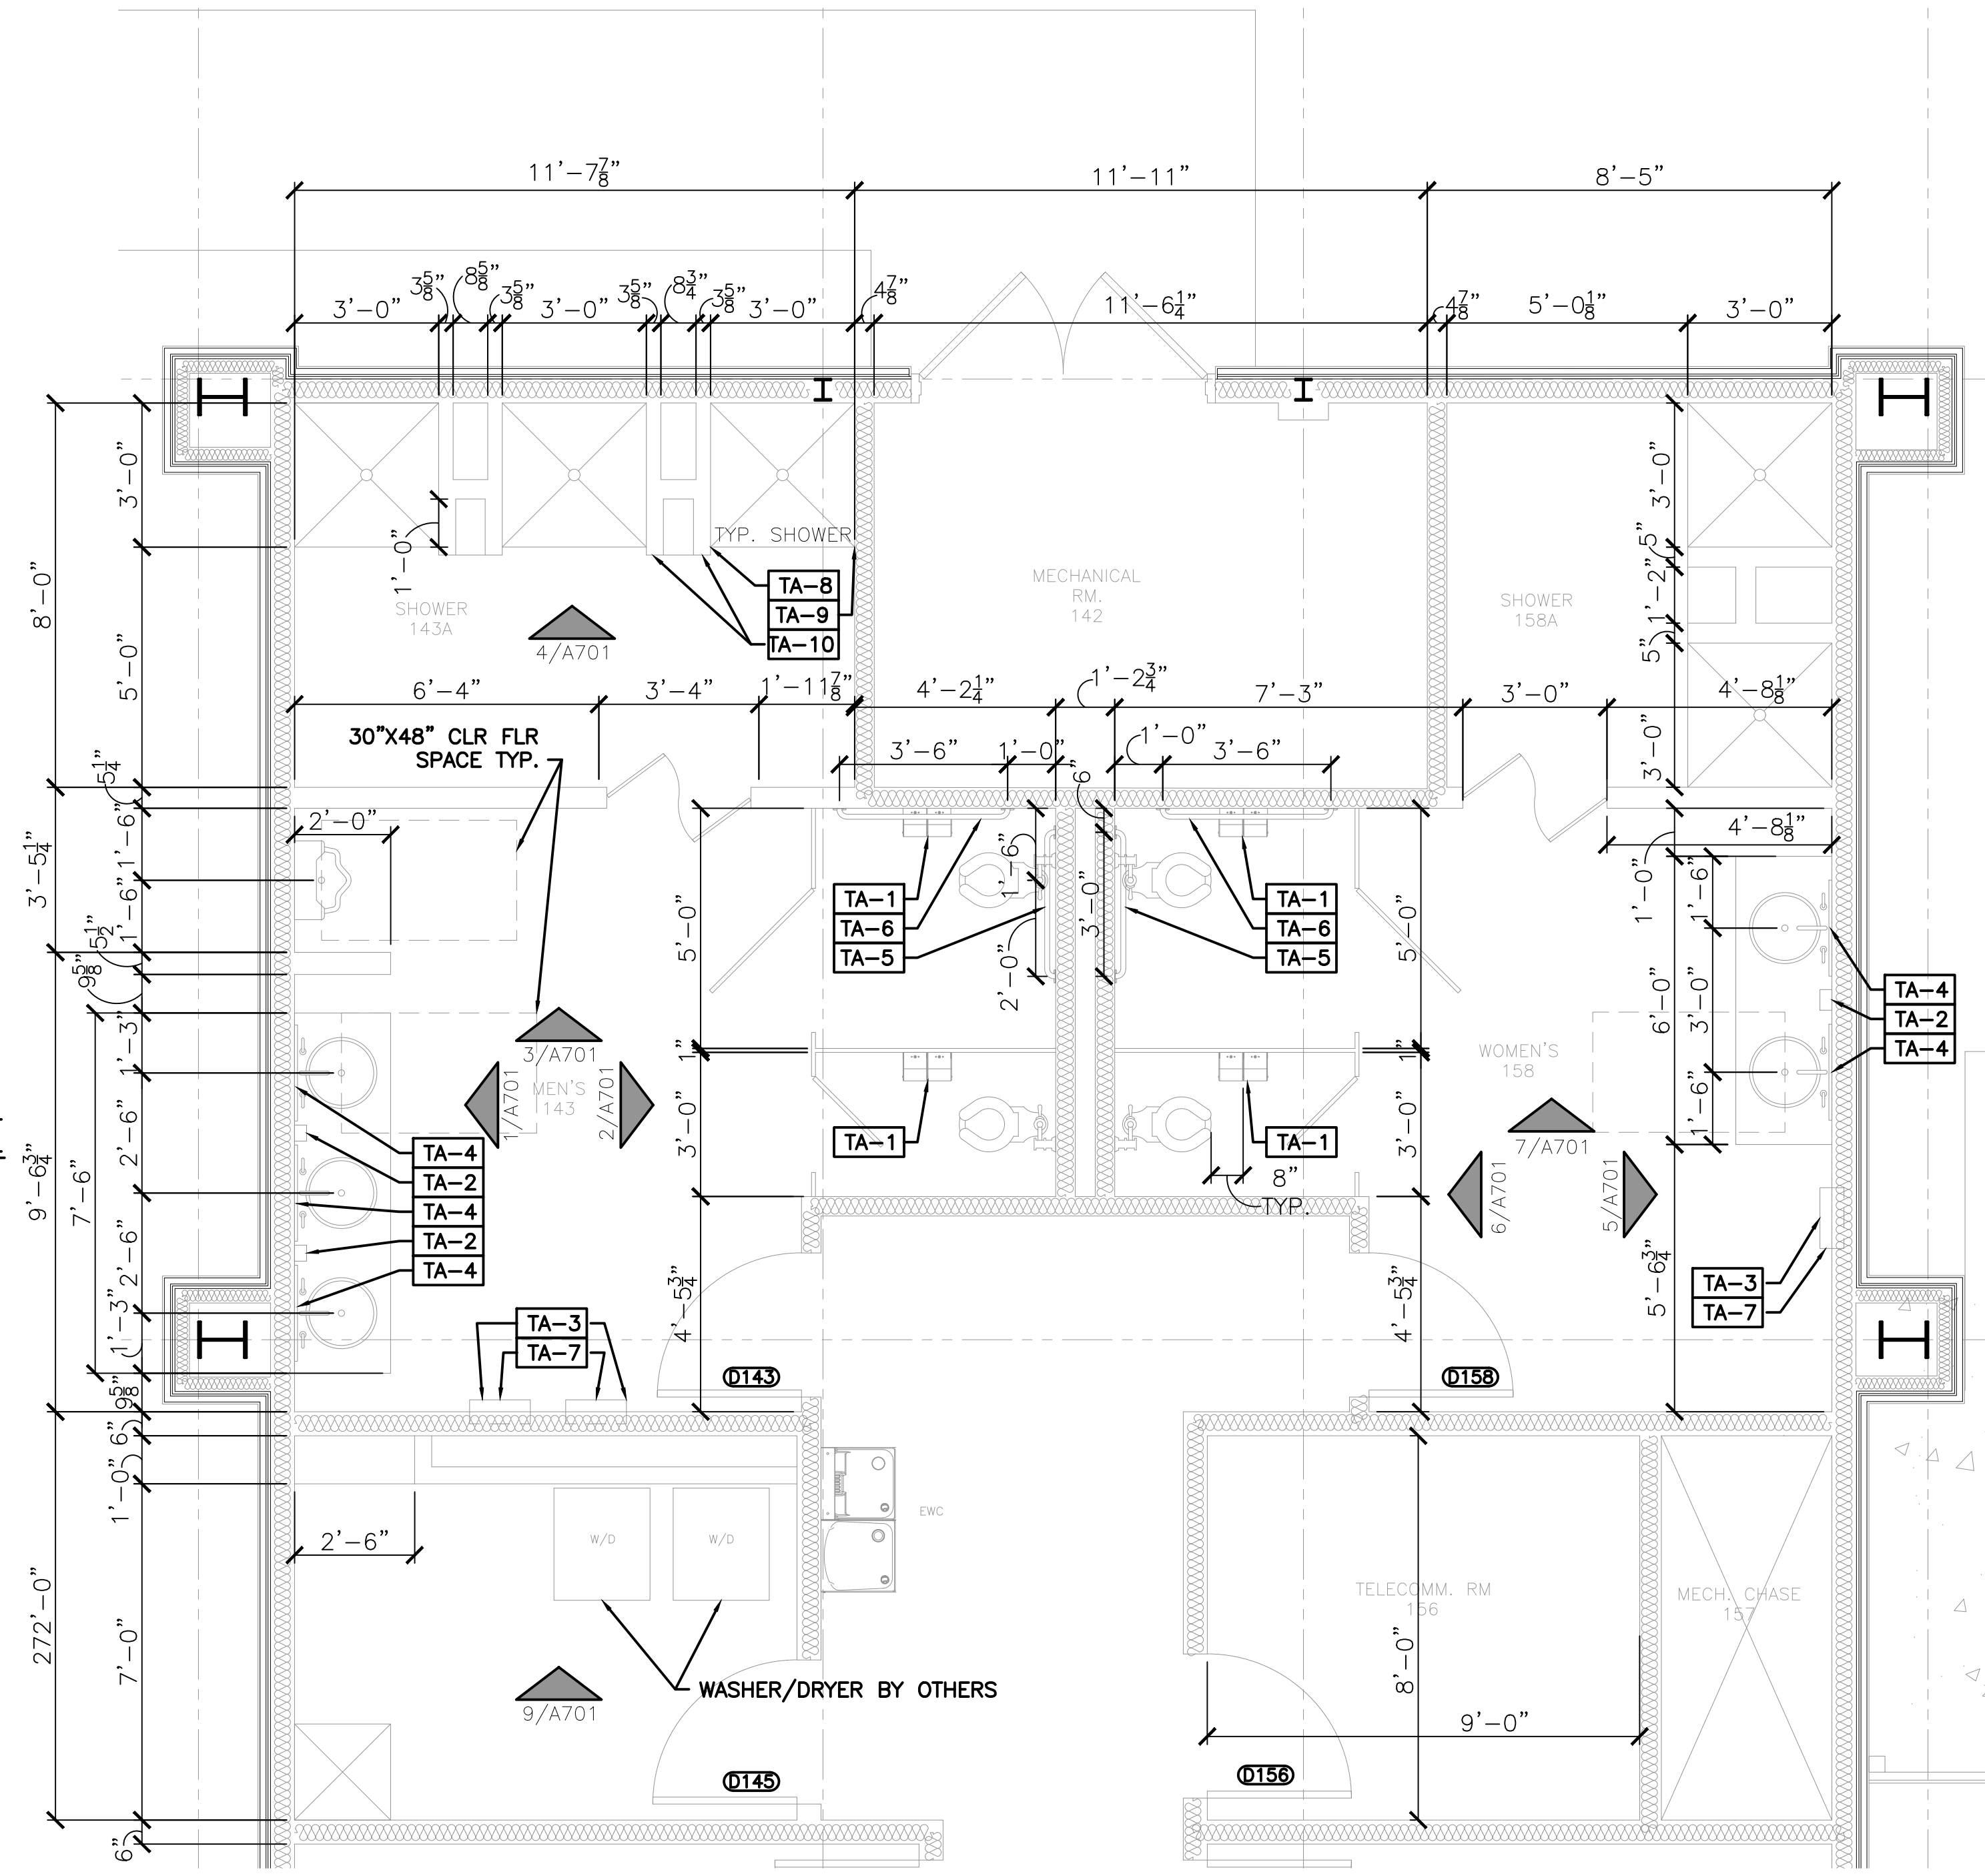 11'-7⅞"
11'-11"
8'-5"
3'-0"
3⅝"
8⅝"
3⅝"
3'-0"
3⅝"
8¾"
3⅝"
3'-0"
4⅞"
11'-6¼"
4⅞"
5'-0⅛"
3'-0"
3'-0"
8'-0"
5'-0"
1'-0"
TYP. SHOWER
TA-8
TA-9
TA-10
SHOWER
143A
4/A701
MECHANICAL
RM.
142
SHOWER
158A
3'-0"
5"
1'-2"
5"
3'-0"
6'-4"
3'-4"
1'-11⅞"
4'-2¼"
1'-2¾"
7'-3"
3'-0"
4'-8⅛"
30"X48" CLR FLR
SPACE TYP.
3'-6"
1'-0"
6"
1'-0"
3'-6"
5¼"
1'-6"
1'-6"
5½"
9⅝"
3'-5¼"
2'-0"
5'-0"
1'-6"
2'-0"
3'-0"
5'-0"
4'-8⅛"
1'-0"
1'-6"
6'-0"
3'-0"
1'-6"
TA-1
TA-6
TA-5
TA-1
TA-6
TA-5
TA-4
TA-2
TA-4
3/A701
1/A701
MEN'S
143
2/A701
1"
1"
3'-0"
3'-0"
TA-1
TA-1
8"
TYP.
WOMEN'S
158
7/A701
6/A701
5/A701
9'-6¾"
7'-6"
1'-3"
2'-6"
2'-6"
1'-3"
9⅝"
TA-4
TA-2
TA-4
TA-2
TA-4
TA-3
TA-7
4'-5¾"
4'-5¾"
5'-6¾"
TA-3
TA-7
D143
D158
6"
1'-0"
272'-0"
7'-0"
6"
2'-6"
W/D
W/D
EWC
WASHER/DRYER BY OTHERS
9/A701
D145
D156
TELECOMM. RM
156
8'-0"
9'-0"
MECH. CHASE
157